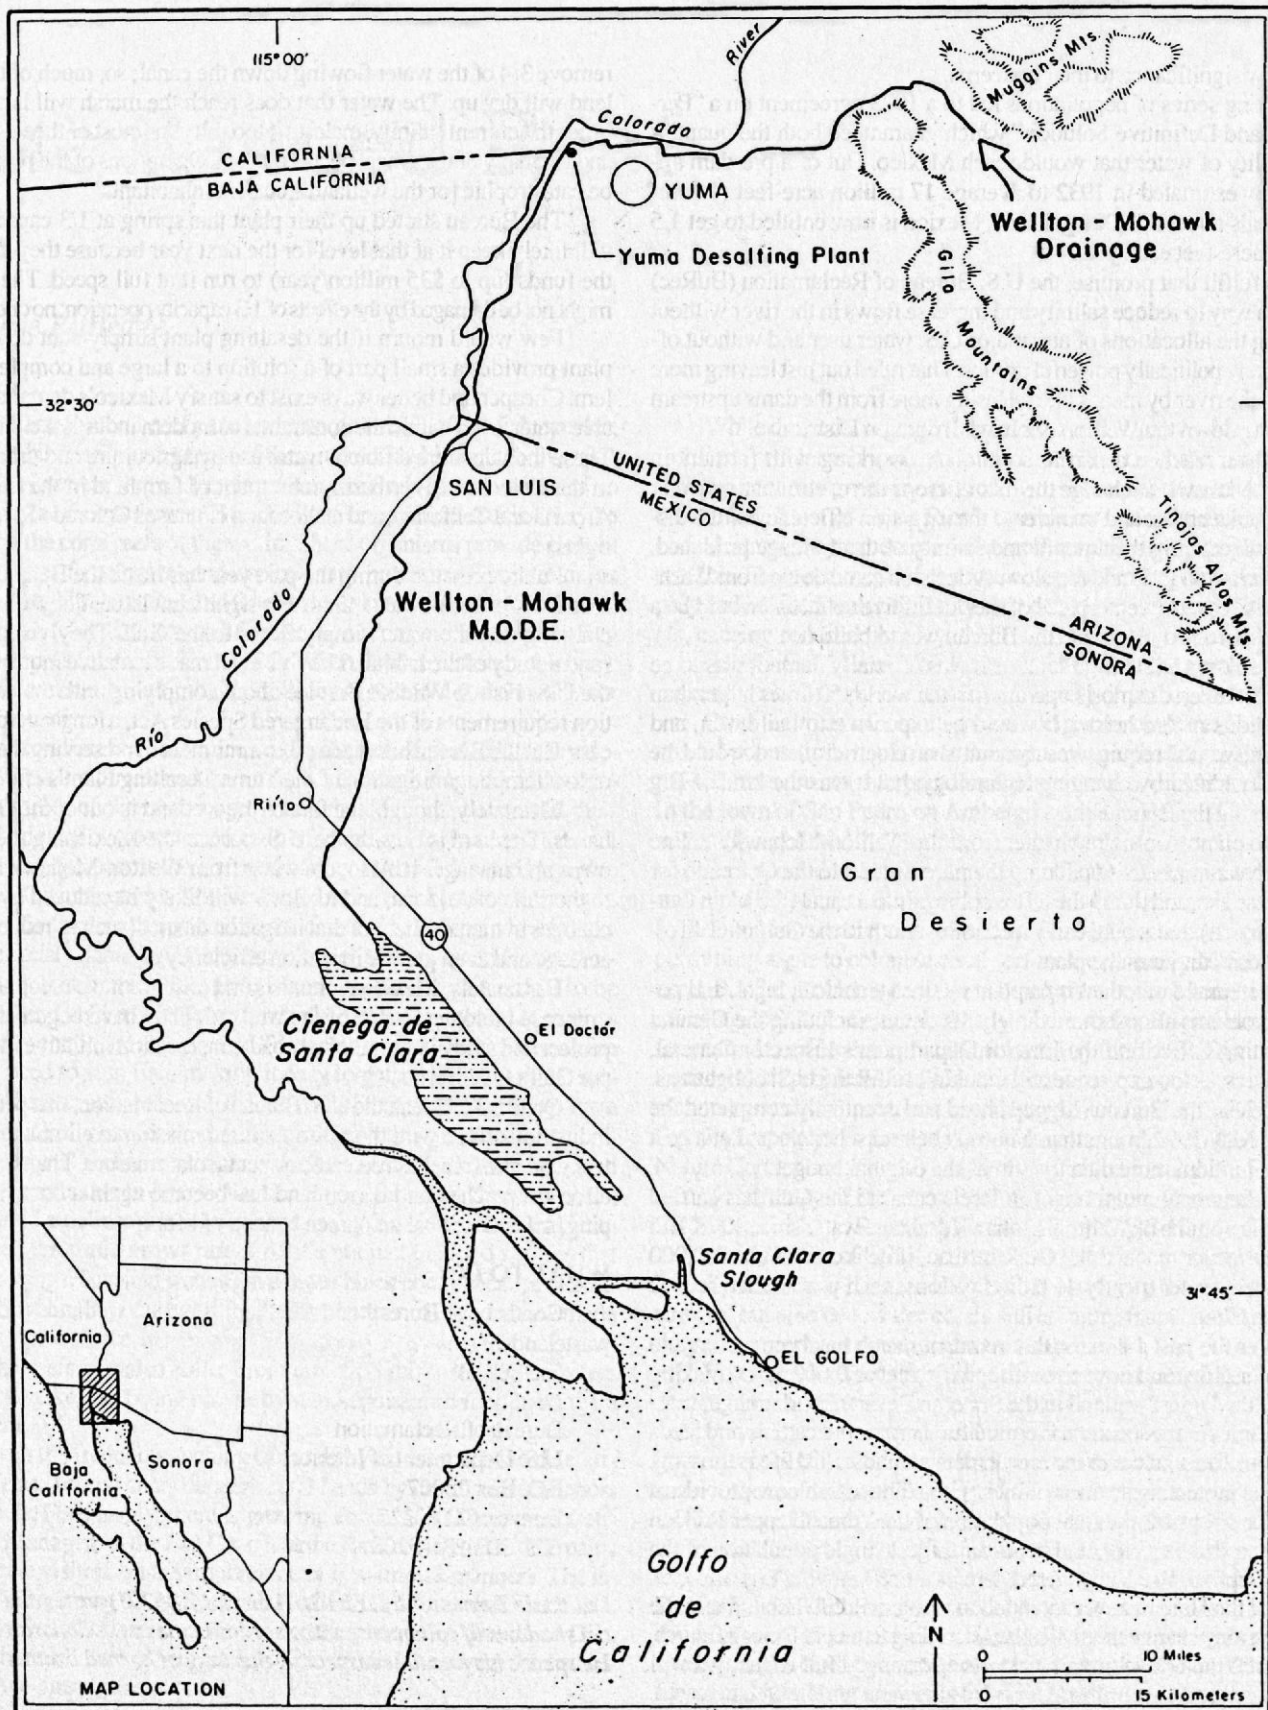 115° 00'
River
Muggins Mts.
Colorado
CALIFORNIA
BAJA CALIFORNIA
YUMA
Yuma Desalting Plant
Wellton-Mohawk
Drainage
Gila
Mountains
32° 30'
SAN LUIS
UNITED STATES
MEXICO
Tinajas Altas Mts.
Wellton-Mohawk
M.O.D.E.
ARIZONA
SONORA
Colorado
Río
Riíto
Gran
Desierto
40
Cienega de
Santa Clara
El Doctór
Santa Clara
Slough
31° 45'
EL GOLFO
California
Arizona
Baja
California
Sonora
MAP LOCATION
Golfo
de
California
N
0 10 Miles
0 15 Kilometers